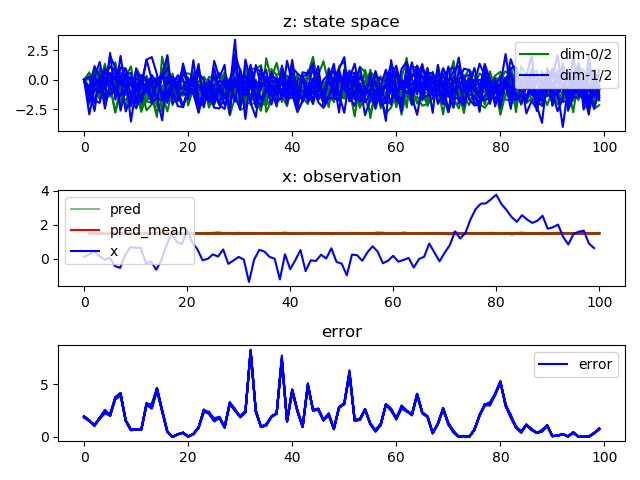 z: state space
2.5
0.0
−2.5
dim-0/2
dim-1/2
0 20 40 60 80 100
x: observation
4
2
0
pred
pred_mean
x
0 20 40 60 80 100
error
5
0
error
0 20 40 60 80 100